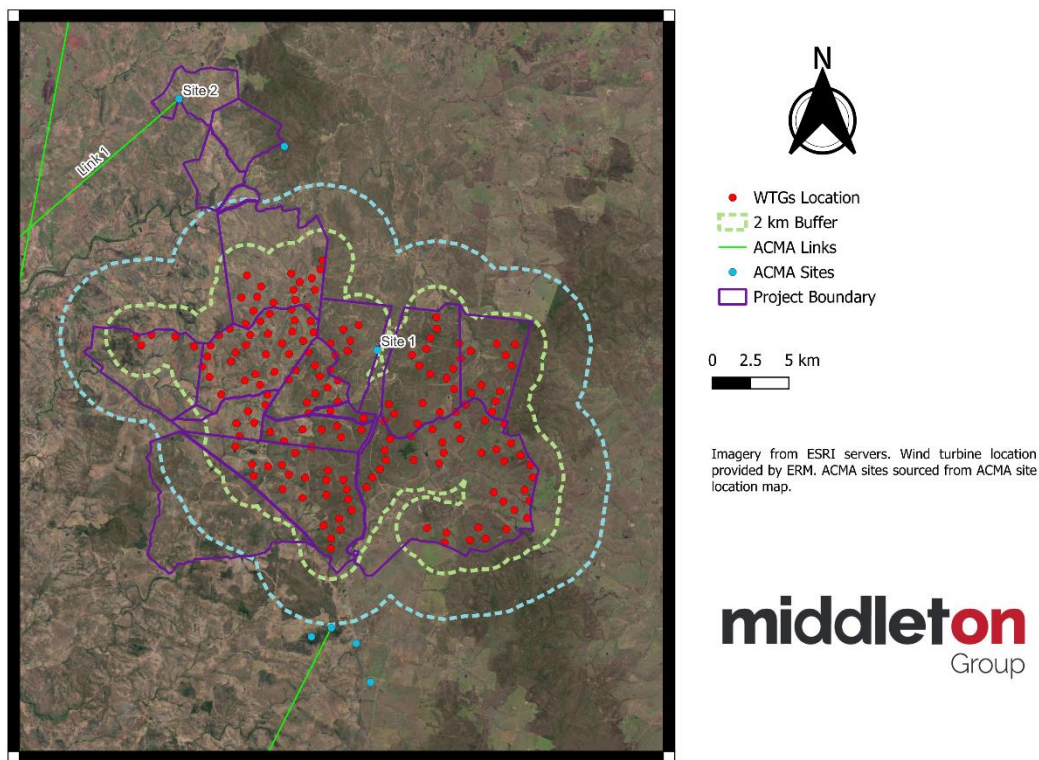 Site 2
Link 1
Site 1
N
WTGs Location
2 km Buffer
ACMA Links
ACMA Sites
Project Boundary
0 2.5 5 km
Imagery from ESRI servers. Wind turbine location
provided by ERM. ACMA sites sourced from ACMA site
location map.
middleton
Group